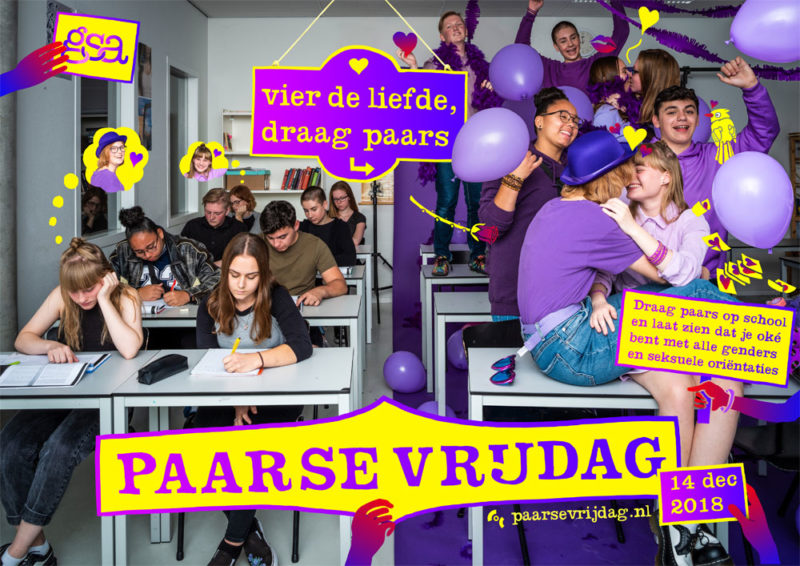 gsa
vier de liefde,
draag paars
Draag paars op school
en laat zien dat je oké
bent met alle genders
en seksuele oriëntaties
PAARSE VRIJDAG
14 dec
2018
paarsevrijdag.nl